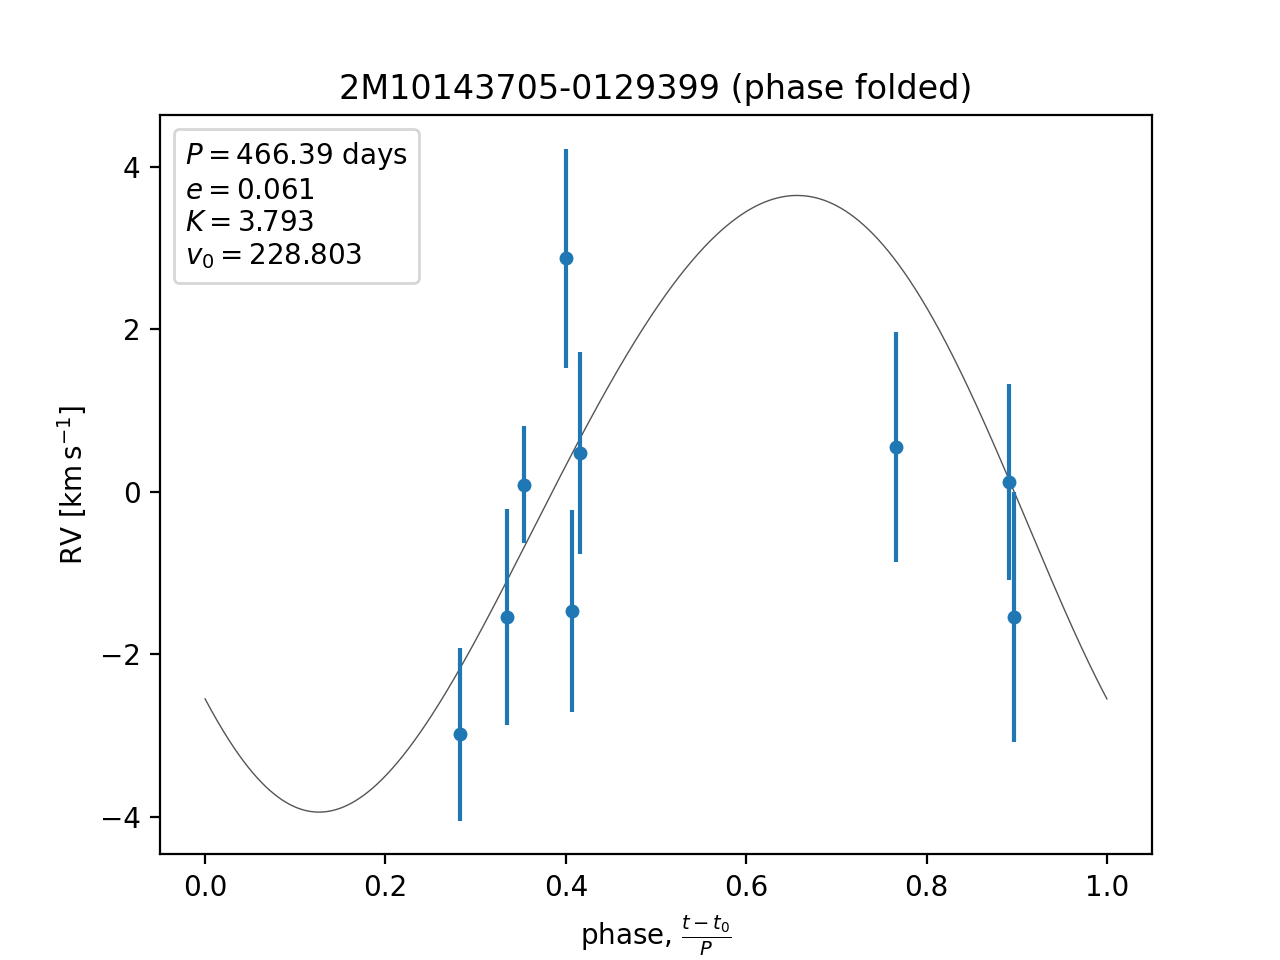 2M10143705-0129399 (phase folded)
P = 466.39 days
e = 0.061
K = 3.793
v₀ = 228.803
4
2
0
−2
−4
RV [km s⁻¹]
0.0 0.2 0.4 0.6 0.8 1.0
phase, (t − t₀)/P